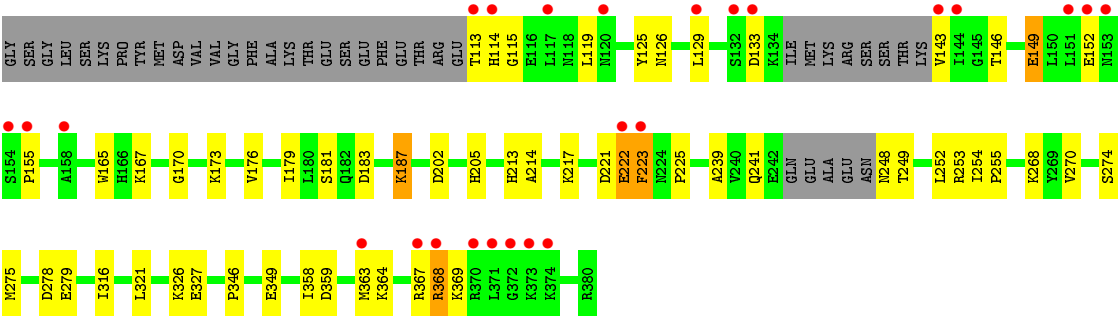 GLY SER GLY LEU SER LYS PRO TYR MET ASP VAL VAL GLY PHE ALA LYS THR GLU SER GLU PHE GLU THR ARG GLU T113 H114 G115 E116 L117 N118 L119 N120 Y125 N126 L129 S132 D133 K134 ILE MET LYS ARG SER SER THR LYS V143 I144 G145 T146 E149 L150 L151 E152 N153
S154 P155 A158 W165 H166 K167 G170 K173 V176 I179 L180 S181 Q182 D183 K187 D202 H205 H213 A214 K217 D221 E222 F223 N224 P225 A239 V240 Q241 E242 GLN GLU ALA GLU ASN N248 T249 L252 R253 I254 P255 K268 Y269 V270 S274
M275 D278 E279 I316 L321 K326 E327 P346 E349 I358 D359 M363 K364 R367 R368 K369 R370 L371 G372 K373 K374 R380